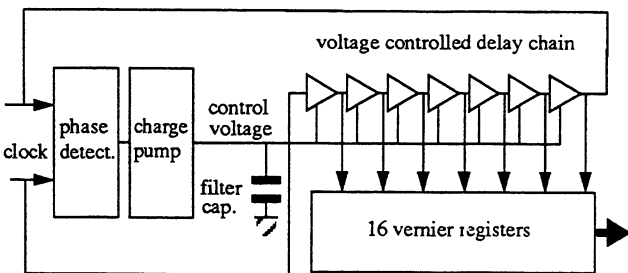 voltage controlled delay chain
control
voltage
phase
detect.
charge
pump
clock
filter
cap.
16 vernier registers